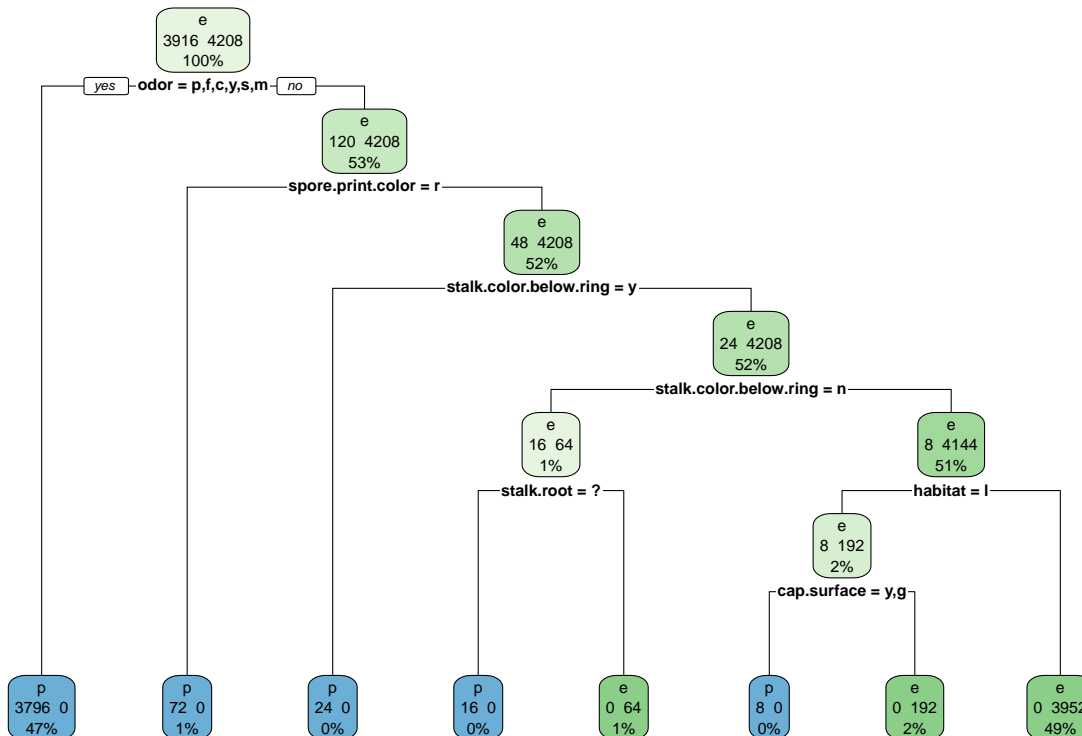 e
3916 4208
100%
yes odor = p,f,c,y,s,m no
e
120 4208
53%
spore.print.color = r
e
48 4208
52%
stalk.color.below.ring = y
e
24 4208
52%
stalk.color.below.ring = n
e
16 64
1%
e
8 4144
51%
stalk.root = ?
habitat = l
e
8 192
2%
cap.surface = y,g
p
3796 0
47%
p
72 0
1%
p
24 0
0%
p
16 0
0%
e
0 64
1%
p
8 0
0%
e
0 192
2%
e
0 3952
49%